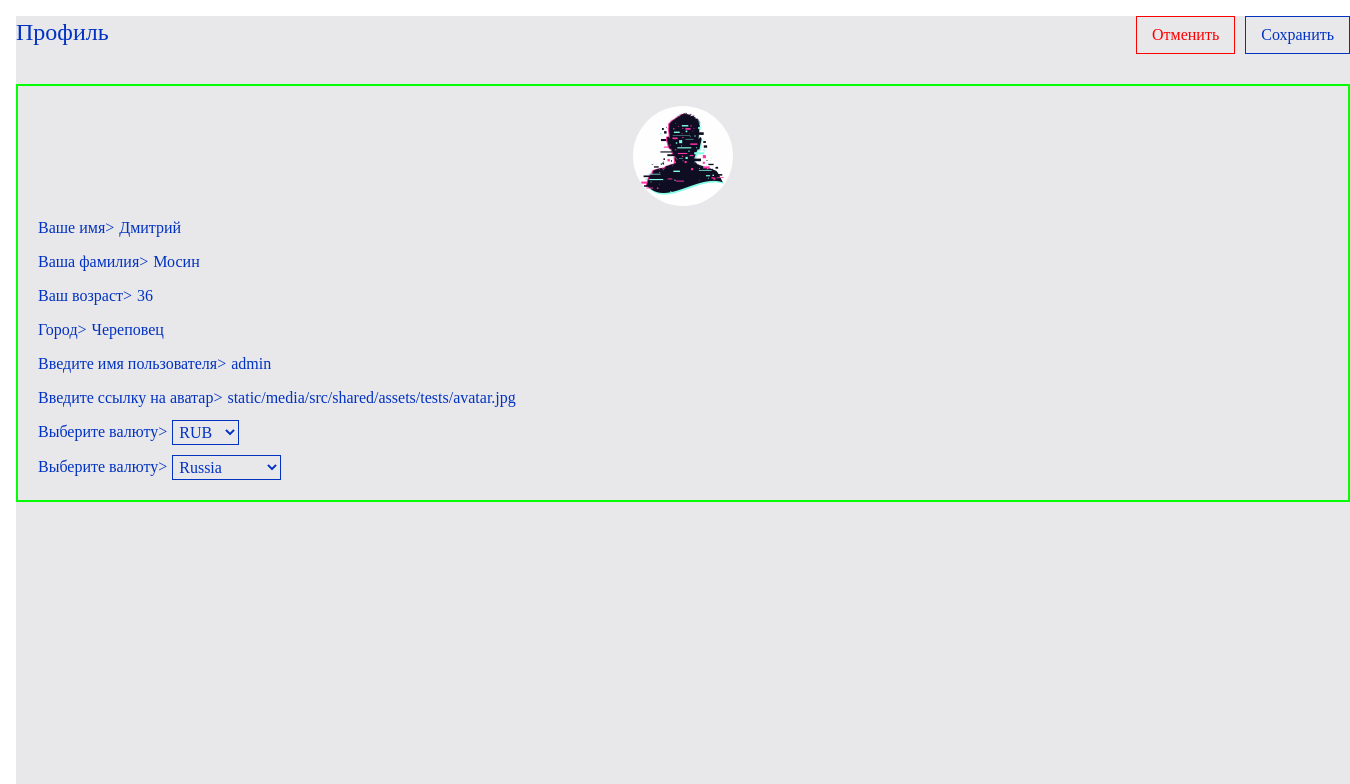 Профиль
Отменить
Сохранить
Ваше имя> Дмитрий
Ваша фамилия> Мосин
Ваш возраст> 36
Город> Череповец
Введите имя пользователя> admin
Введите ссылку на аватар> static/media/src/shared/assets/tests/avatar.jpg
Выберите валюту> RUB
Выберите валюту> Russia